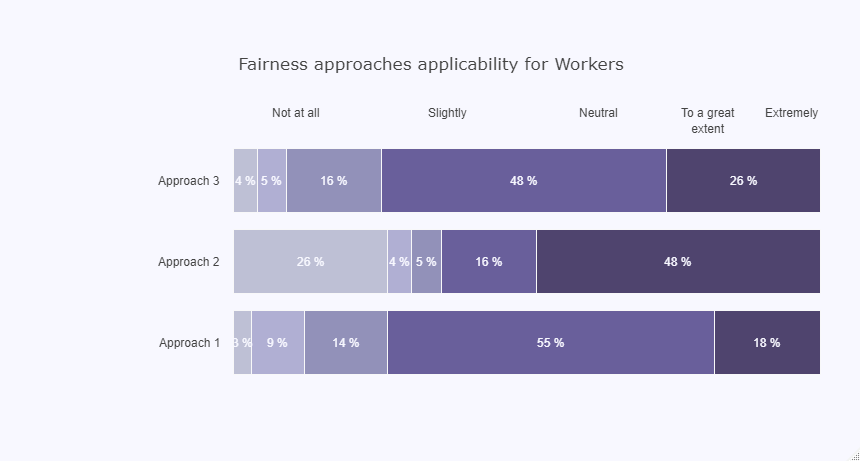 Fairness approaches applicability for Workers
Not at all Slightly Neutral To a great extent Extremely
Approach 3 4 % 5 % 16 % 48 % 26 %
Approach 2 26 % 4 % 5 % 16 % 48 %
Approach 1 3 % 9 % 14 % 55 % 18 %